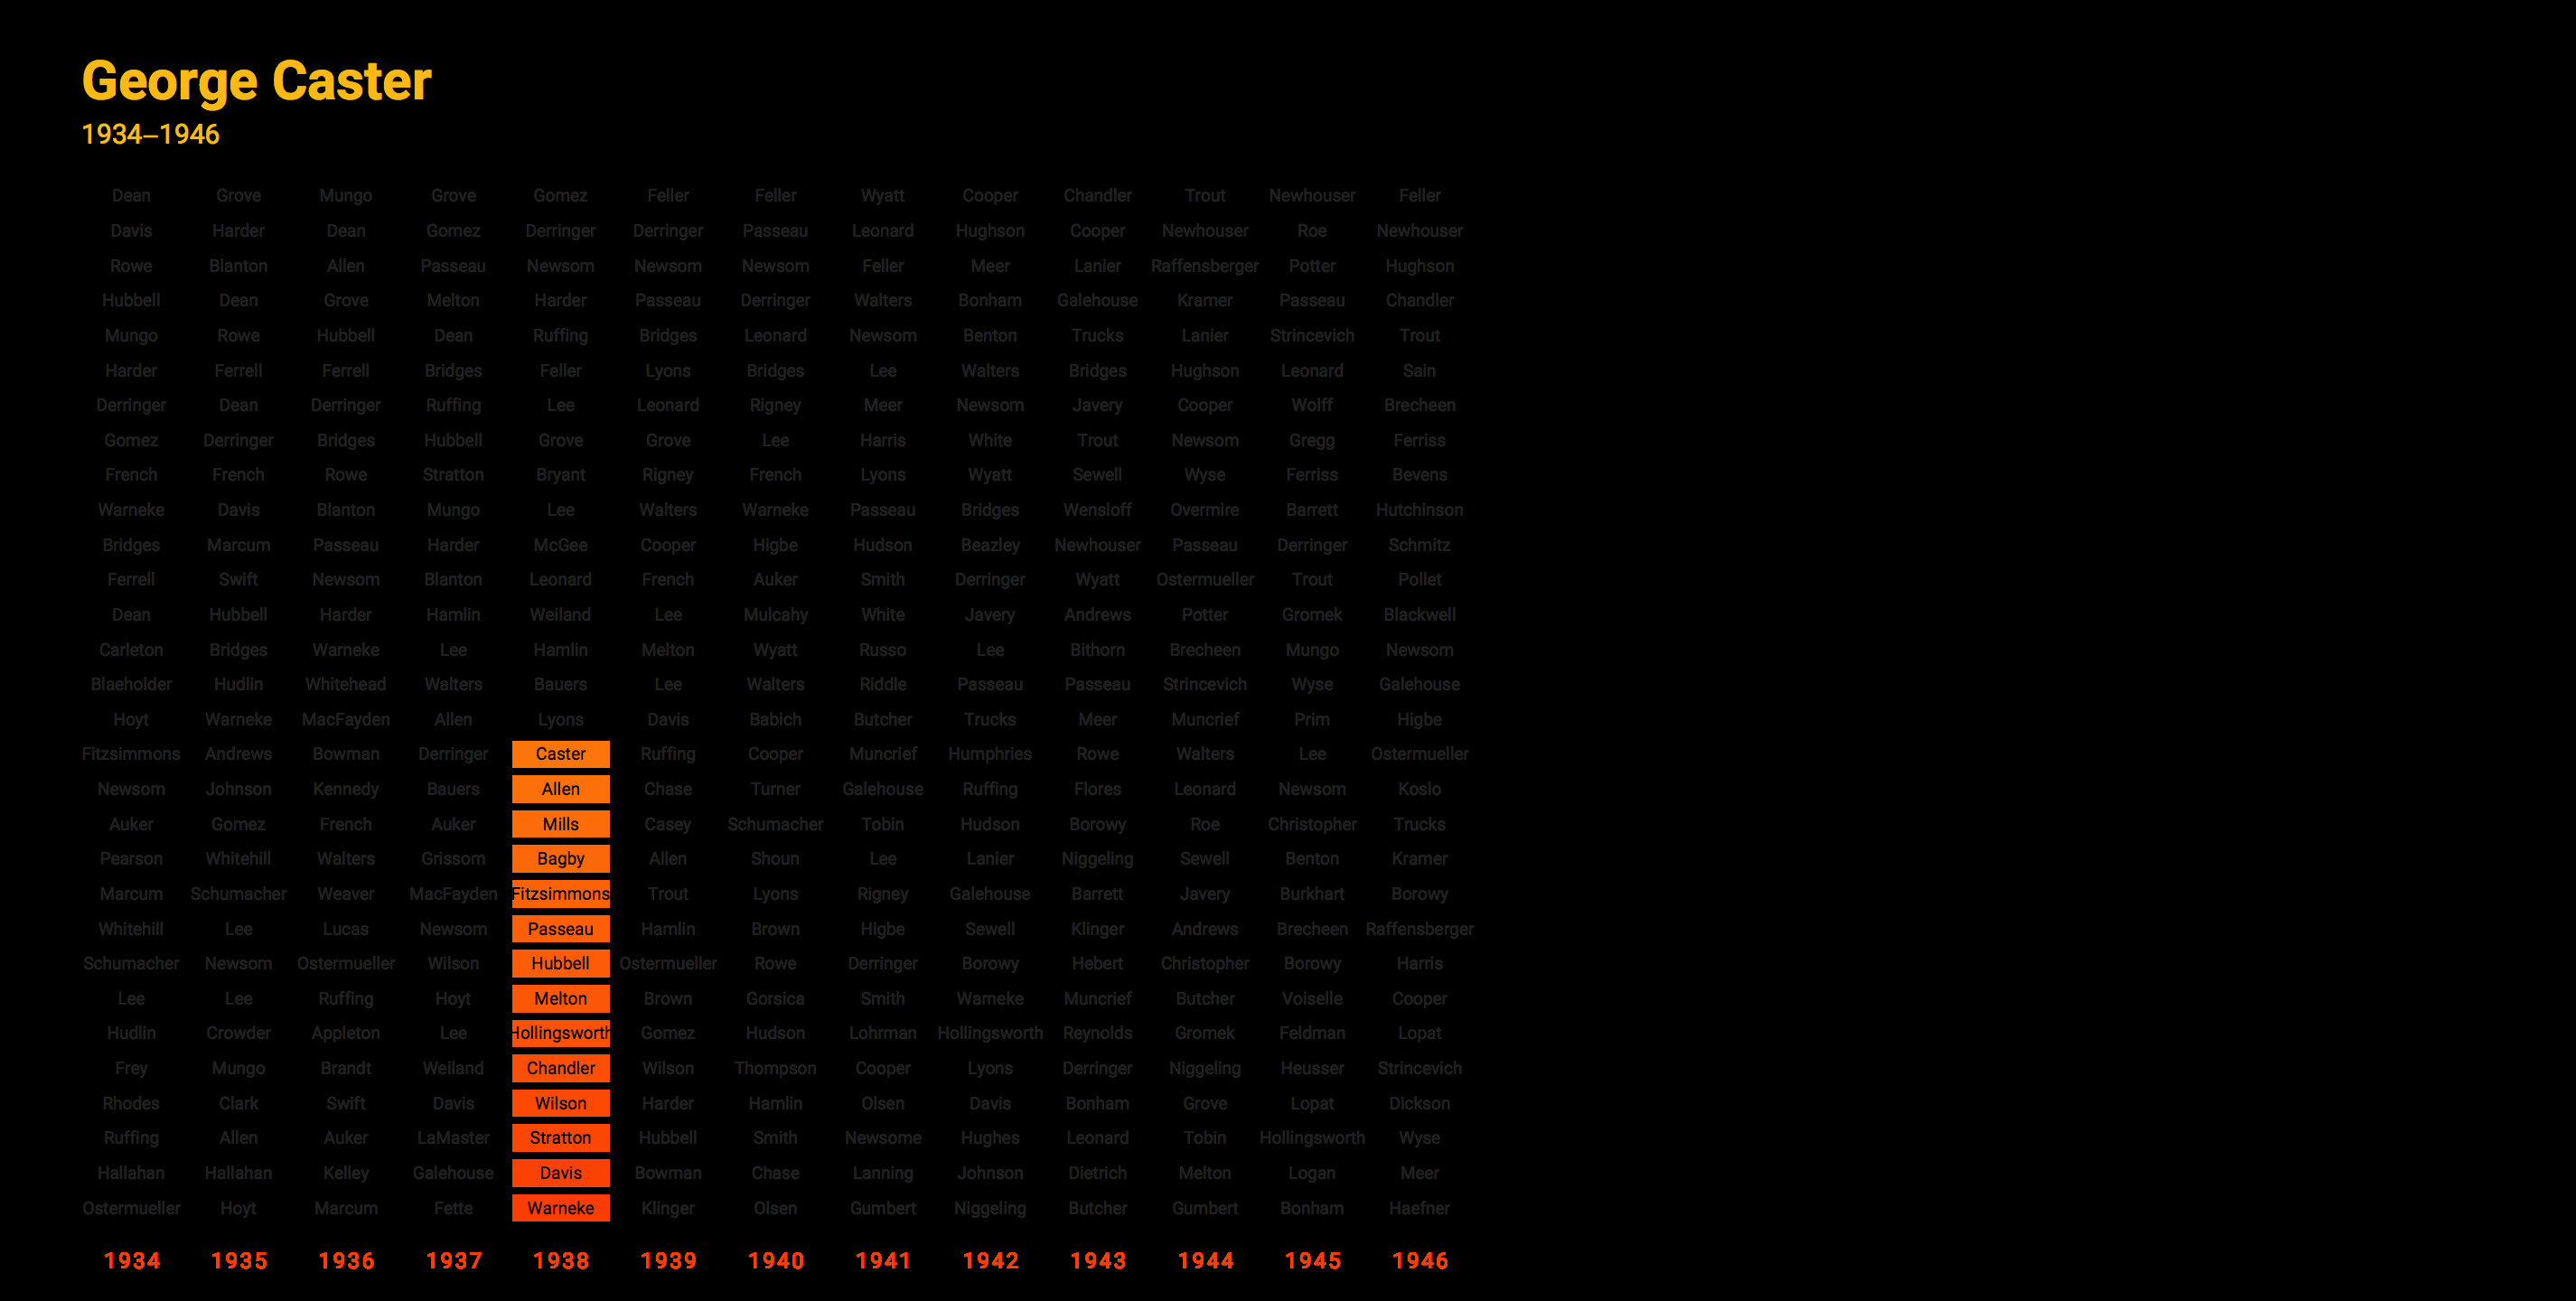 George Caster
1934–1946
Dean Grove Mungo Grove Gomez Feller Feller Wyatt Cooper Chandler Trout Newhouser Feller
Davis Harder Dean Gomez Derringer Derringer Passeau Leonard Hughson Cooper Newhouser Roe Newhouser
Rowe Blanton Allen Passeau Newsom Newsom Newsom Feller Meer Lanier Raffensberger Potter Hughson
Hubbell Dean Grove Melton Harder Passeau Derringer Walters Bonham Galehouse Kramer Passeau Chandler
Mungo Rowe Hubbell Dean Ruffing Bridges Leonard Newsom Benton Trucks Lanier Strincevich Trout
Harder Ferrell Ferrell Bridges Feller Lyons Bridges Lee Walters Bridges Hughson Leonard Sain
Derringer Dean Derringer Ruffing Lee Leonard Rigney Meer Newsom Javery Cooper Wolff Brecheen
Gomez Derringer Bridges Hubbell Grove Grove Lee Harris White Trout Newsom Gregg Ferriss
French French Rowe Stratton Bryant Rigney French Lyons Wyatt Sewell Wyse Ferriss Bevens
Warneke Davis Blanton Mungo Lee Walters Warneke Passeau Bridges Wensloff Overmire Barrett Hutchinson
Bridges Marcum Passeau Harder McGee Cooper Higbe Hudson Beazley Newhouser Passeau Derringer Schmitz
Ferrell Swift Newsom Blanton Leonard French Auker Smith Derringer Wyatt Ostermueller Trout Pollet
Dean Hubbell Harder Hamlin Weiland Lee Mulcahy White Javery Andrews Potter Gromek Blackwell
Carleton Bridges Warneke Lee Hamlin Melton Wyatt Russo Lee Bithorn Brecheen Mungo Newsom
Blaeholder Hudlin Whitehead Walters Bauers Lee Walters Riddle Passeau Passeau Strincevich Wyse Galehouse
Hoyt Warneke MacFayden Allen Lyons Davis Babich Butcher Trucks Meer Muncrief Prim Higbe
Fitzsimmons Andrews Bowman Derringer Caster Ruffing Cooper Muncrief Humphries Rowe Walters Lee Ostermueller
Newsom Johnson Kennedy Bauers Allen Chase Turner Galehouse Ruffing Flores Leonard Newsom Koslo
Auker Gomez French Auker Mills Casey Schumacher Tobin Hudson Borowy Roe Christopher Trucks
Pearson Whitehill Walters Grissom Bagby Allen Shoun Lee Lanier Niggeling Sewell Benton Kramer
Marcum Schumacher Weaver MacFayden Fitzsimmons Trout Lyons Rigney Galehouse Barrett Javery Burkhart Borowy
Whitehill Lee Lucas Newsom Passeau Hamlin Brown Higbe Sewell Klinger Andrews Brecheen Raffensberger
Schumacher Newsom Ostermueller Wilson Hubbell Ostermueller Rowe Derringer Borowy Hebert Christopher Borowy Harris
Lee Lee Ruffing Hoyt Melton Brown Gorsica Smith Warneke Muncrief Butcher Voiselle Cooper
Hudlin Crowder Appleton Lee Hollingsworth Gomez Hudson Lohrman Hollingsworth Reynolds Gromek Feldman Lopat
Frey Mungo Brandt Weiland Chandler Wilson Thompson Cooper Lyons Derringer Niggeling Heusser Strincevich
Rhodes Clark Swift Davis Wilson Harder Hamlin Olsen Davis Bonham Grove Lopat Dickson
Ruffing Allen Auker LaMaster Stratton Hubbell Smith Newsome Hughes Leonard Tobin Hollingsworth Wyse
Hallahan Hallahan Kelley Galehouse Davis Bowman Chase Lanning Johnson Dietrich Melton Logan Meer
Ostermueller Hoyt Marcum Fette Warneke Klinger Olsen Gumbert Niggeling Butcher Gumbert Bonham Haefner
1934 1935 1936 1937 1938 1939 1940 1941 1942 1943 1944 1945 1946